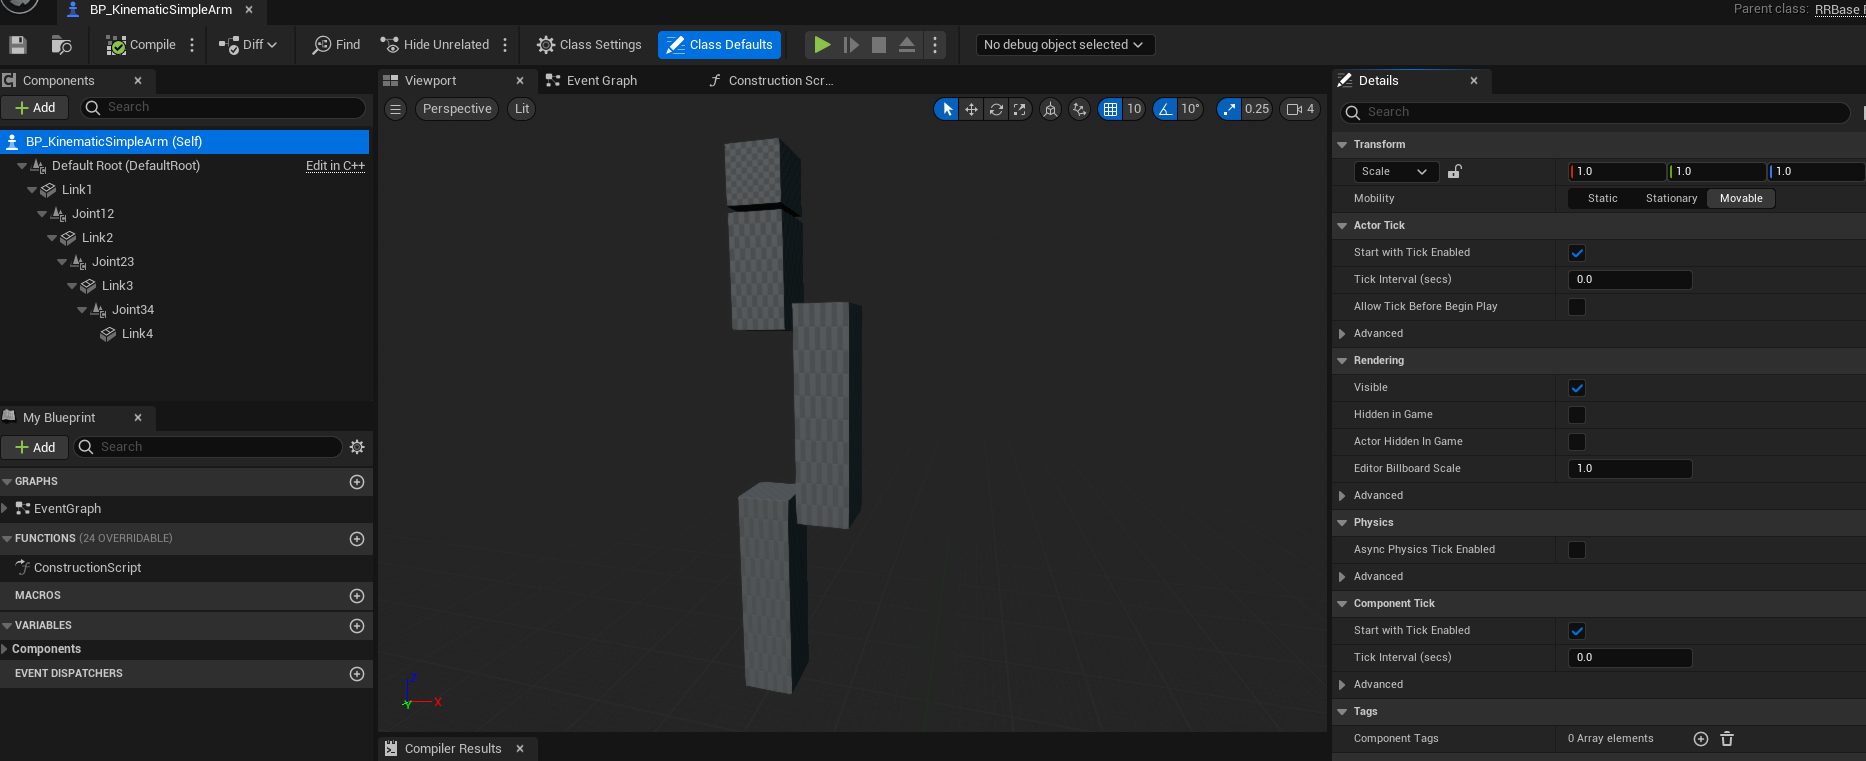 BP_KinematicSimpleArm
Parent class: RRBase
Compile
Diff
Find
Hide Unrelated
Class Settings
Class Defaults
No debug object selected
Components
Add
Search
BP_KinematicSimpleArm (Self)
Default Root (DefaultRoot)
Edit in C++
Link1
Joint12
Link2
Joint23
Link3
Joint34
Link4
My Blueprint
Add
Search
GRAPHS
EventGraph
FUNCTIONS (24 OVERRIDABLE)
ConstructionScript
MACROS
VARIABLES
Components
EVENT DISPATCHERS
Viewport
Event Graph
Construction Scr...
Perspective
Lit
10
10°
0.25
4
Z
Y
X
Compiler Results
Details
Search
Transform
Scale
1.0
1.0
1.0
Mobility
Static
Stationary
Movable
Actor Tick
Start with Tick Enabled
Tick Interval (secs)
0.0
Allow Tick Before Begin Play
Advanced
Rendering
Visible
Hidden in Game
Actor Hidden In Game
Editor Billboard Scale
1.0
Advanced
Physics
Async Physics Tick Enabled
Advanced
Component Tick
Start with Tick Enabled
Tick Interval (secs)
0.0
Advanced
Tags
Component Tags
0 Array elements